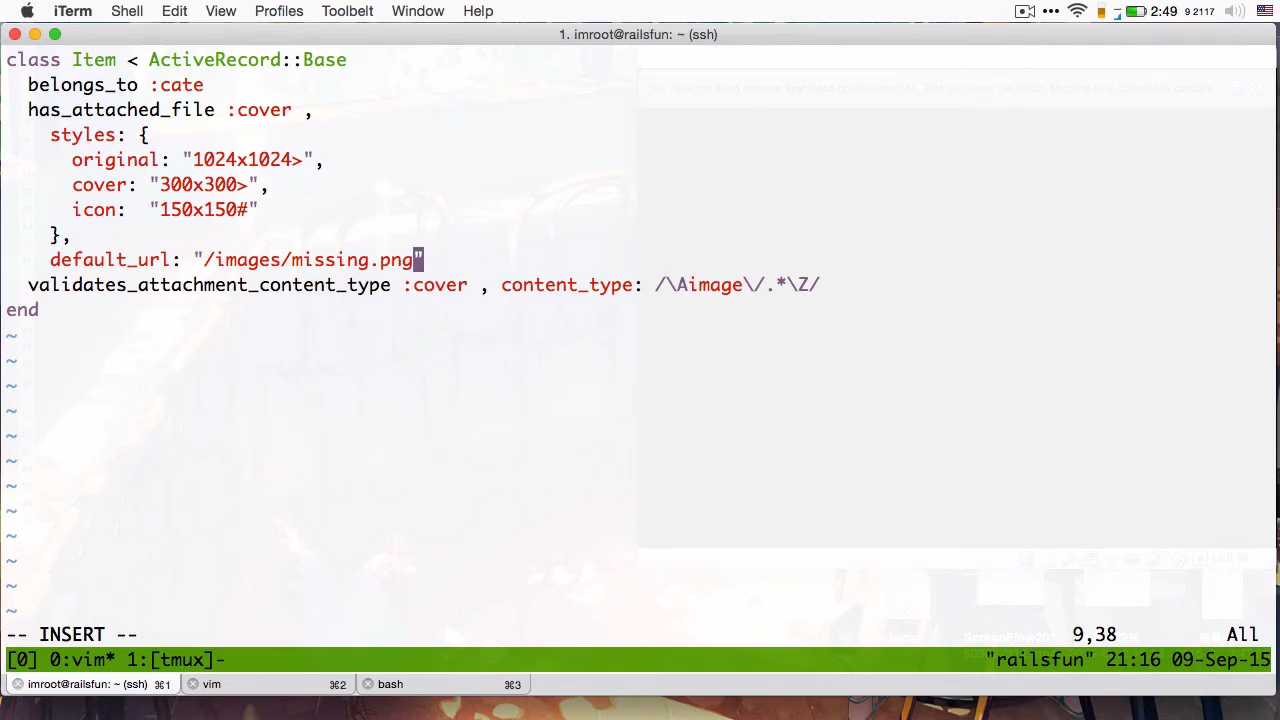 iTerm Shell Edit View Profiles Toolbelt Window Help 2:49 9 2117
1. imroot@railsfun: ~ (ssh)
class Item < ActiveRecord::Base
  belongs_to :cate
  has_attached_file :cover ,
    styles: {
      original: "1024x1024>",
      cover: "300x300>",
      icon:  "150x150#"
    },
    default_url: "/images/missing.png"
  validates_attachment_content_type :cover , content_type: /\Aimage\/.*\Z/
end
~
~
~
~
~
~
~
~
~
~
~
~
-- INSERT -- 9,38 All
[0] 0:vim* 1:[tmux]- "railsfun" 21:16 09-Sep-15
imroot@railsfun: ~ (ssh) ⌘1 vim ⌘2 bash ⌘3